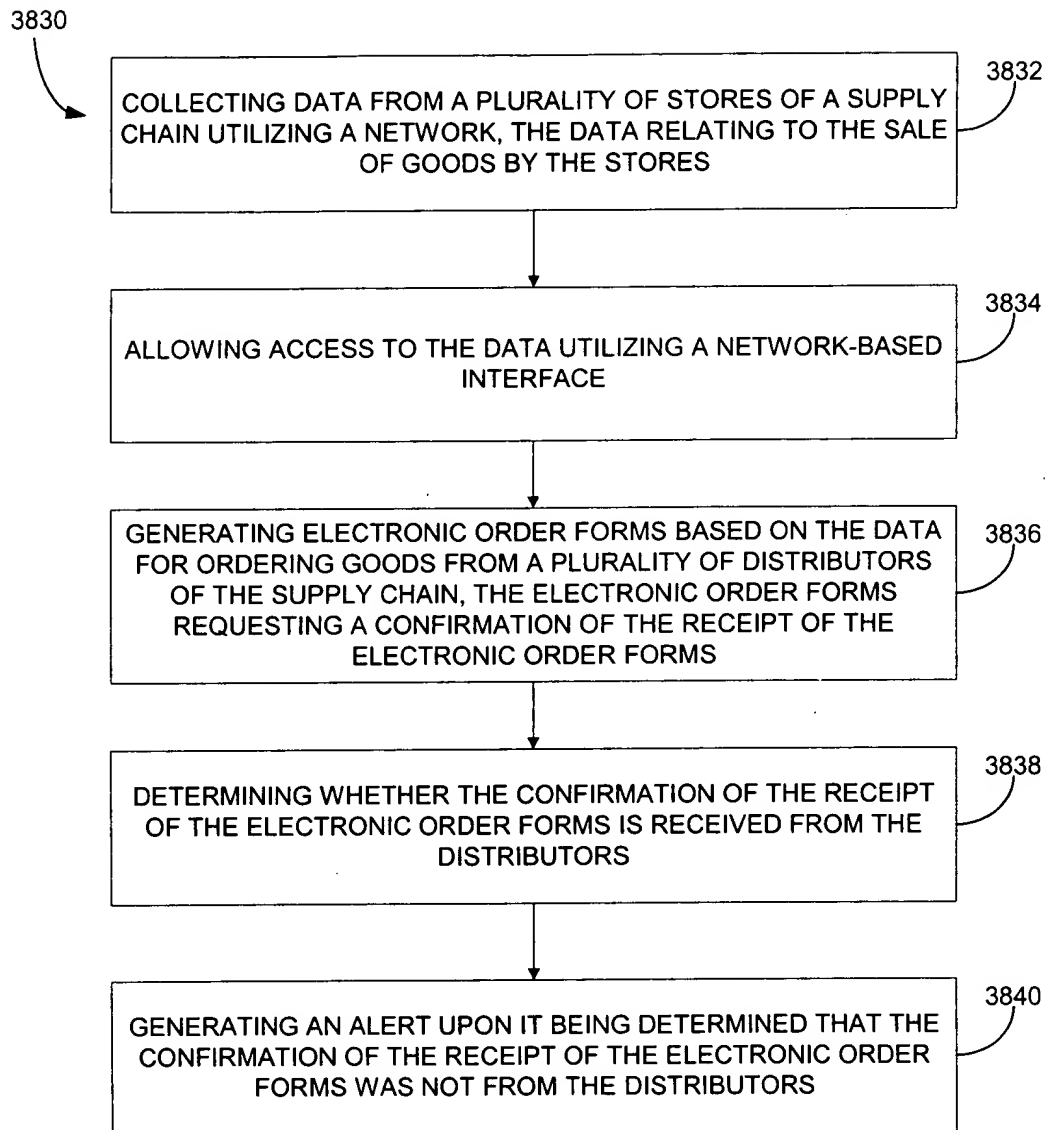 3830
3832
COLLECTING DATA FROM A PLURALITY OF STORES OF A SUPPLY
CHAIN UTILIZING A NETWORK, THE DATA RELATING TO THE SALE
OF GOODS BY THE STORES
3834
ALLOWING ACCESS TO THE DATA UTILIZING A NETWORK-BASED
INTERFACE
3836
GENERATING ELECTRONIC ORDER FORMS BASED ON THE DATA
FOR ORDERING GOODS FROM A PLURALITY OF DISTRIBUTORS
OF THE SUPPLY CHAIN, THE ELECTRONIC ORDER FORMS
REQUESTING A CONFIRMATION OF THE RECEIPT OF THE
ELECTRONIC ORDER FORMS
3838
DETERMINING WHETHER THE CONFIRMATION OF THE RECEIPT
OF THE ELECTRONIC ORDER FORMS IS RECEIVED FROM THE
DISTRIBUTORS
3840
GENERATING AN ALERT UPON IT BEING DETERMINED THAT THE
CONFIRMATION OF THE RECEIPT OF THE ELECTRONIC ORDER
FORMS WAS NOT FROM THE DISTRIBUTORS